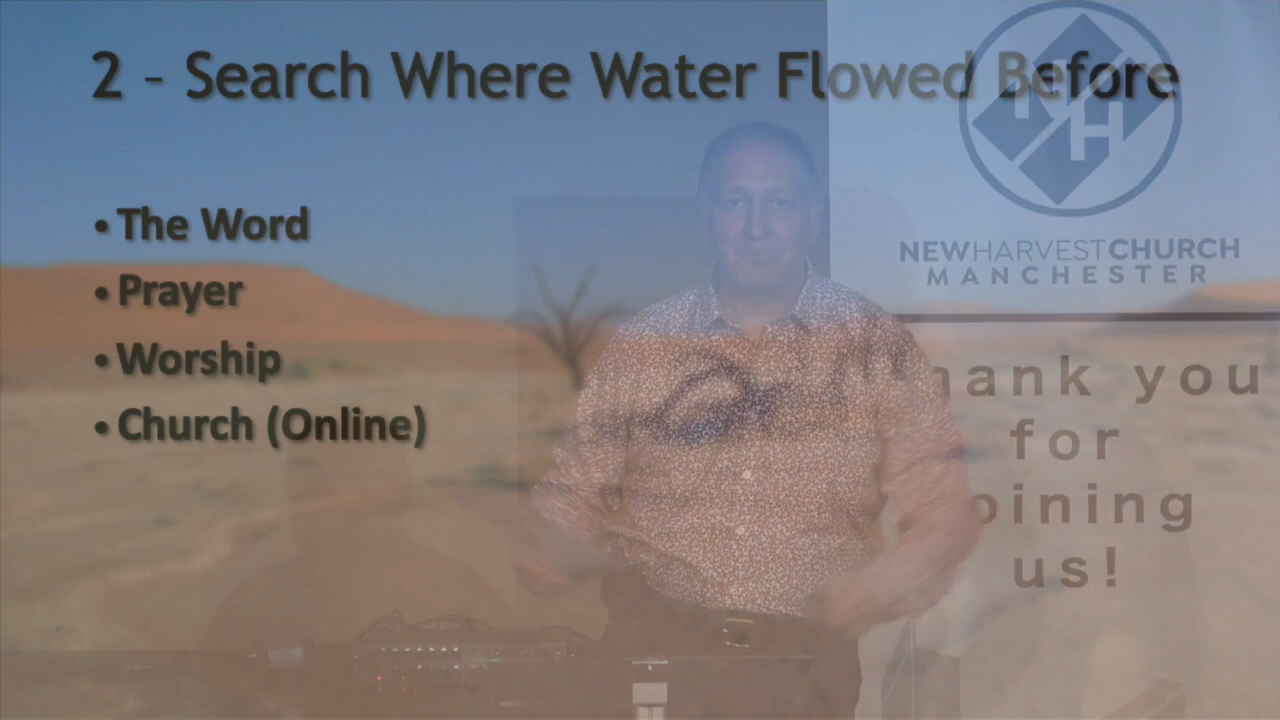 2 - Search Where Water Flowed Before
• The Word
• Prayer
• Worship
• Church (Online)
NH
NEWHARVESTCHURCH
MANCHESTER
hank you
for
oining
us!